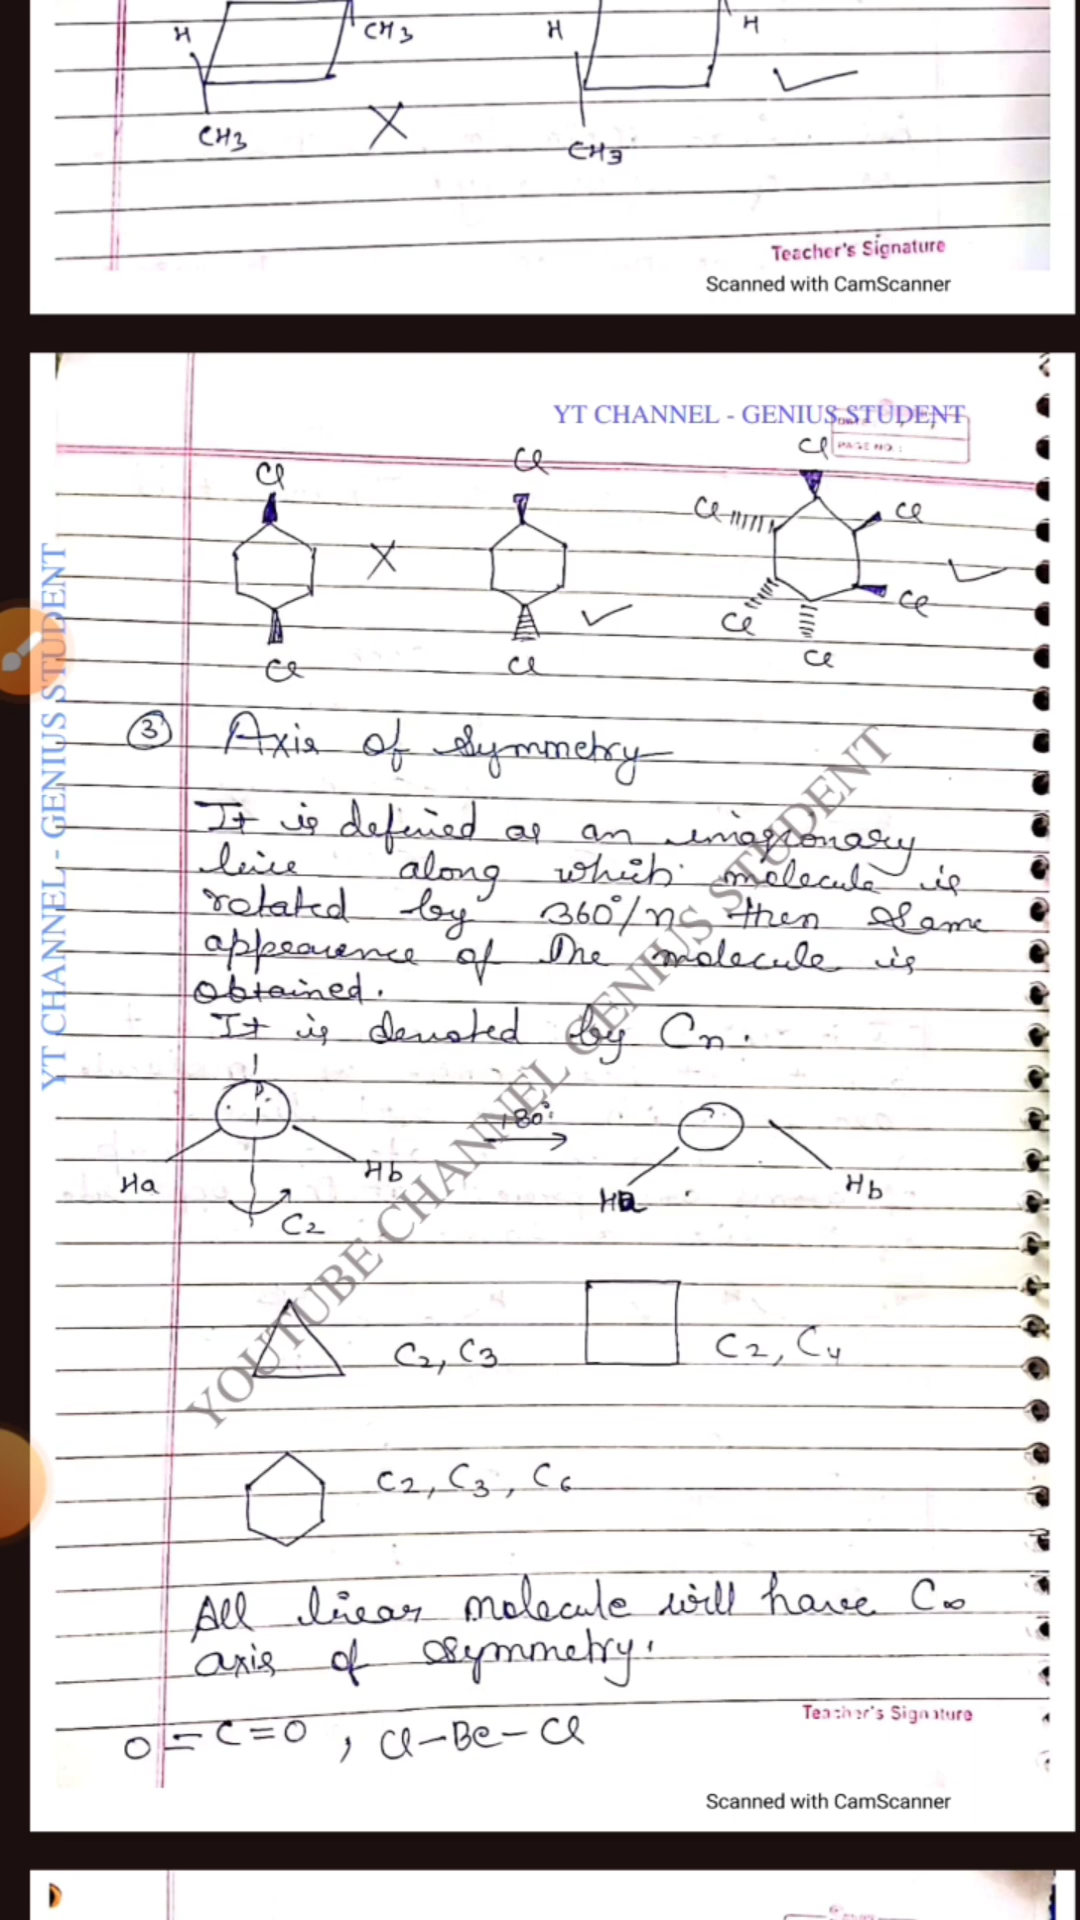 H CH3 H H
CH3 CH3
Teacher's Signature
Scanned with CamScanner
YT CHANNEL - GENIUS STUDENT
PAGE NO :
Cl Cl Cl
Cl Cl
Cl Cl
Cl Cl Cl
YT CHANNEL - GENIUS STUDENT
③ Axis of Symmetry
It is defined as an imagionary
line along which molecule is
rotated by 360°/n then Same
appearence of the molecule is
obtained.
It is denoted by Cn.
180°
Ha Hb Hb
C2
YOUTUBE CHANNEL GENIUS STUDENT
C2, C3 C2, C4
C2, C3, C6
All linear molecule will have C∞
axis of symmetry.
Teacher's Signature
O=C=O, Cl-Be-Cl
Scanned with CamScanner